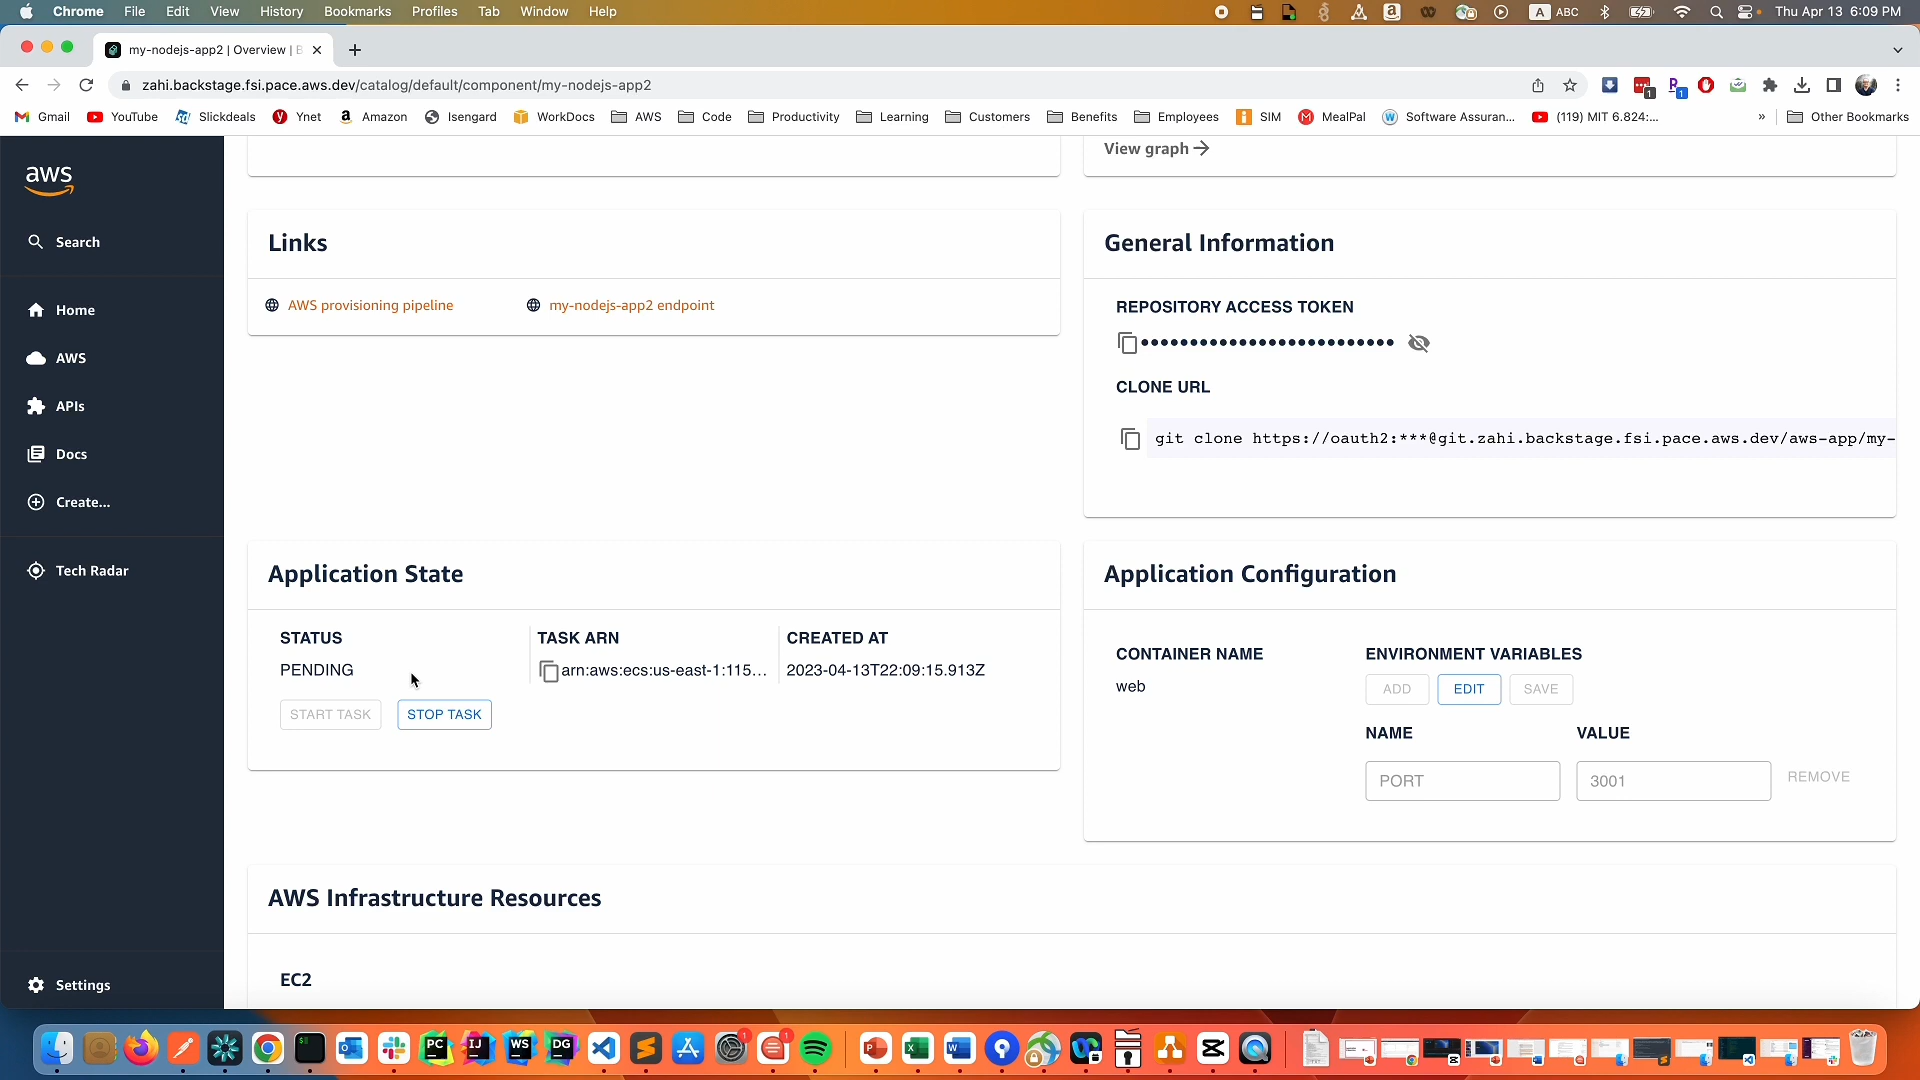 Chrome File Edit View History Bookmarks Profiles Tab Window Help
A ABC
Thu Apr 13 6:09 PM
my-nodejs-app2 | Overview |
zahi.backstage.fsi.pace.aws.dev/catalog/default/component/my-nodejs-app2
Gmail YouTube Slickdeals Ynet Amazon Isengard WorkDocs AWS Code Productivity Learning Customers Benefits Employees SIM MealPal Software Assuran... (119) MIT 6.824:... » Other Bookmarks
aws
Search
Home
AWS
APIs
Docs
Create...
Tech Radar
Settings
View graph
Links
AWS provisioning pipeline
my-nodejs-app2 endpoint
General Information
REPOSITORY ACCESS TOKEN
••••••••••••••••••••••••••
CLONE URL
git clone https://oauth2:***@git.zahi.backstage.fsi.pace.aws.dev/aws-app/my-
Application State
STATUS
PENDING
START TASK
STOP TASK
TASK ARN
arn:aws:ecs:us-east-1:115...
CREATED AT
2023-04-13T22:09:15.913Z
Application Configuration
CONTAINER NAME
web
ENVIRONMENT VARIABLES
ADD EDIT SAVE
NAME VALUE
PORT 3001 REMOVE
AWS Infrastructure Resources
EC2
PC IJ WS DG